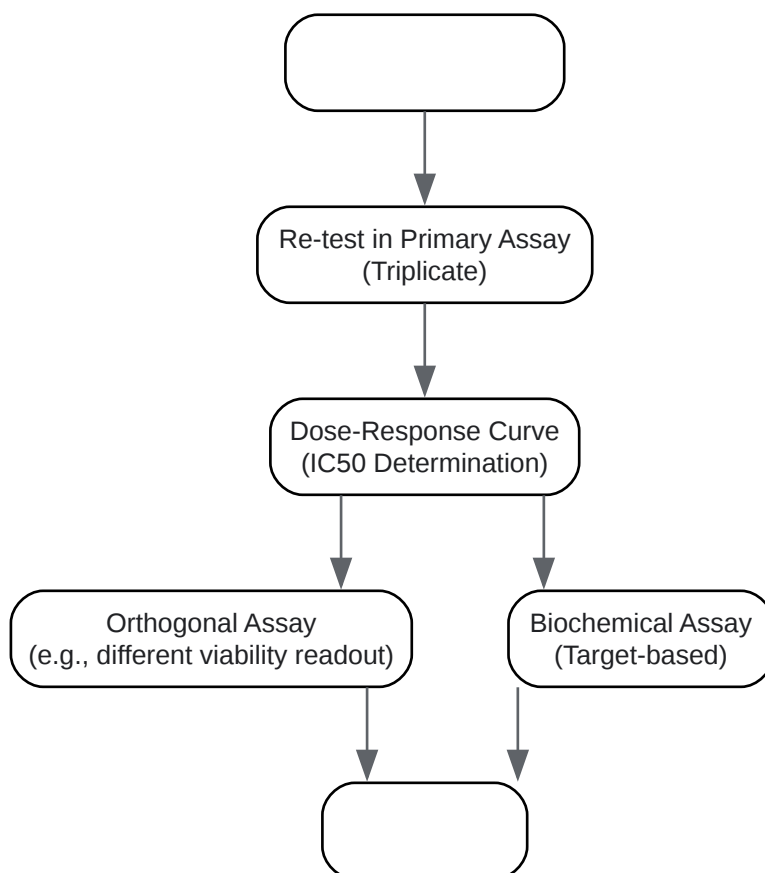 Re-test in Primary Assay
(Triplicate)
Dose-Response Curve
(IC50 Determination)
Orthogonal Assay
(e.g., different viability readout)
Biochemical Assay
(Target-based)